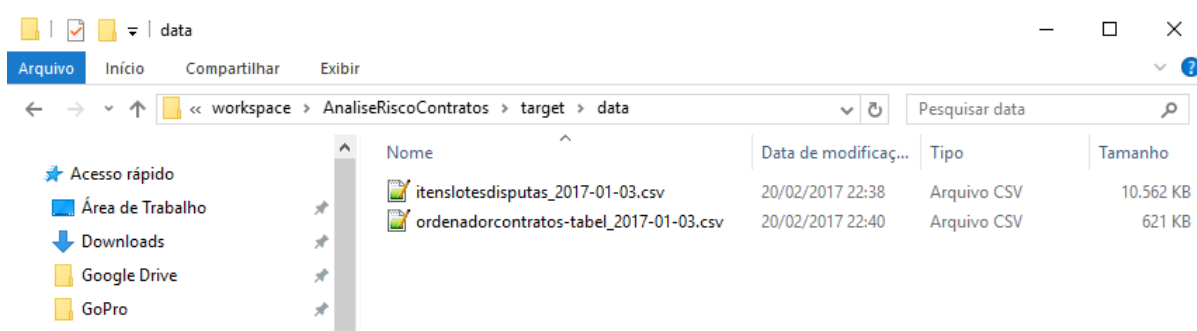 data
Arquivo Início Compartilhar Exibir
« workspace > AnaliseRiscoContratos > target > data Pesquisar data
Nome Data de modificaç... Tipo Tamanho
Acesso rápido
itenslotesdisputas_2017-01-03.csv 20/02/2017 22:38 Arquivo CSV 10.562 KB
Área de Trabalho
ordenadorcontratos-tabel_2017-01-03.csv 20/02/2017 22:40 Arquivo CSV 621 KB
Downloads
Google Drive
GoPro